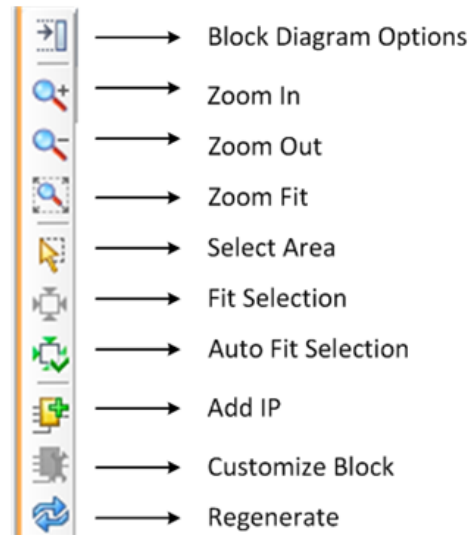 Block Diagram Options
Zoom In
Zoom Out
Zoom Fit
Select Area
Fit Selection
Auto Fit Selection
Add IP
Customize Block
Regenerate